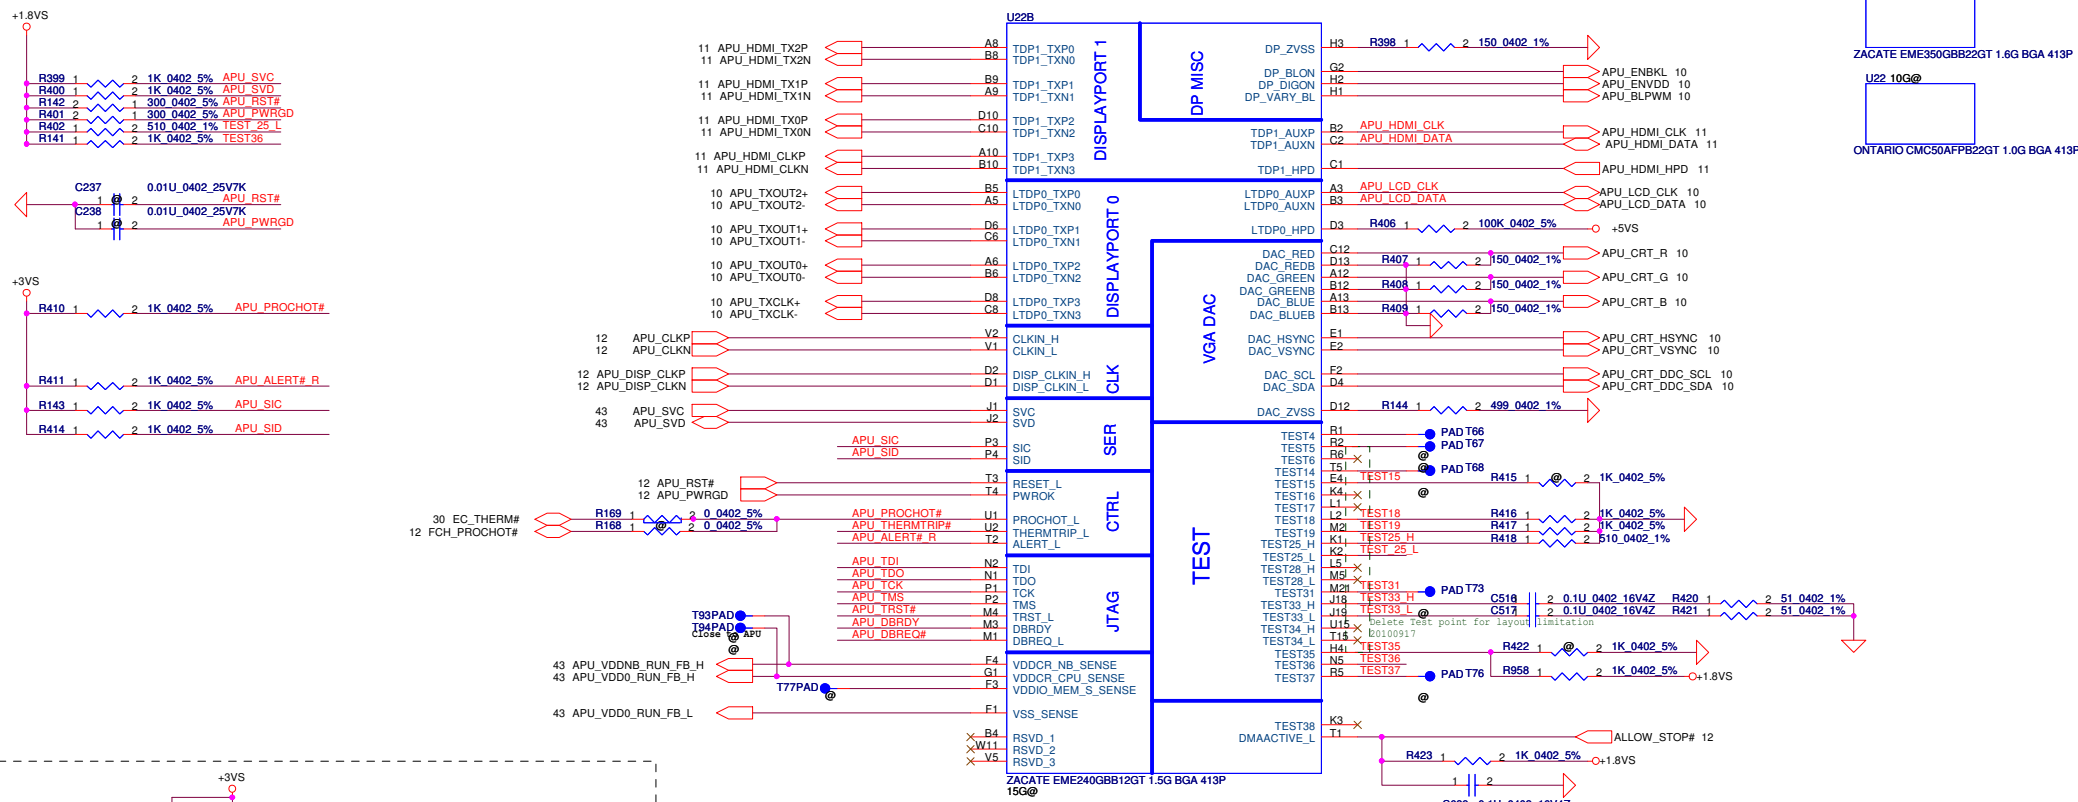 +1.8VS
R399 1 2 1K_0402_5% APU_SVC
R400 1 2 1K_0402_5% APU_SVD
R142 2 1 300_0402_5% APU_RST#
R401 2 1 300_0402_5% APU_PWRGD
R402 1 2 510_0402_1% TEST_25_L
R141 1 2 1K_0402_5% TEST36
C237 0.01U_0402_25V7K
1 @ 2 APU_RST#
C238 0.01U_0402_25V7K
1 @ 2 APU_PWRGD
+3VS
R410 1 2 1K_0402_5% APU_PROCHOT#
R411 1 2 1K_0402_5% APU_ALERT#_R
R143 1 2 1K_0402_5% APU_SIC
R414 1 2 1K_0402_5% APU_SID
+3VS
U22B
11 APU_HDMI_TX2P A8 TDP1_TXP0
11 APU_HDMI_TX2N B8 TDP1_TXN0
11 APU_HDMI_TX1P B9 TDP1_TXP1
11 APU_HDMI_TX1N A9 TDP1_TXN1
11 APU_HDMI_TX0P D10 TDP1_TXP2
11 APU_HDMI_TX0N C10 TDP1_TXN2
11 APU_HDMI_CLKP A10 TDP1_TXP3
11 APU_HDMI_CLKN B10 TDP1_TXN3
DISPLAYPORT 1
10 APU_TXOUT2+ B5 LTDP0_TXP0
10 APU_TXOUT2- A5 LTDP0_TXN0
10 APU_TXOUT1+ D6 LTDP0_TXP1
10 APU_TXOUT1- C6 LTDP0_TXN1
10 APU_TXOUT0+ A6 LTDP0_TXP2
10 APU_TXOUT0- B6 LTDP0_TXN2
10 APU_TXCLK+ D8 LTDP0_TXP3
10 APU_TXCLK- C8 LTDP0_TXN3
DISPLAYPORT 0
12 APU_CLKP V2 CLKIN_H
12 APU_CLKN V1 CLKIN_L
12 APU_DISP_CLKP D2 DISP_CLKIN_H
12 APU_DISP_CLKN D1 DISP_CLKIN_L
CLK
43 APU_SVC J1 SVC
43 APU_SVD J2 SVD
APU_SIC P3 SIC
APU_SID P4 SID
SER
12 APU_RST# T3 RESET_L
12 APU_PWRGD T4 PWROK
30 EC_THERM# R169 1 2 0_0402_5% APU_PROCHOT# U1 PROCHOT_L
12 FCH_PROCHOT# R168 1 @ 2 0_0402_5% APU_THERMTRIP# U2 THERMTRIP_L
APU_ALERT#_R T2 ALERT_L
CTRL
APU_TDI N2 TDI
APU_TDO N1 TDO
APU_TCK P1 TCK
APU_TMS P2 TMS
APU_TRST# M4 TRST_L
APU_DBRDY M3 DBRDY
APU_DBREQ# M1 DBREQ_L
JTAG
T93PAD
T94PAD
Close to APU
@
@
43 APU_VDDNB_RUN_FB_H F4 VDDCR_NB_SENSE
43 APU_VDD0_RUN_FB_H G1 VDDCR_CPU_SENSE
T77PAD @ F3 VDDIO_MEM_S_SENSE
43 APU_VDD0_RUN_FB_L F1 VSS_SENSE
B4 RSVD_1
W11 RSVD_2
V5 RSVD_3
ZACATE EME240GBB12GT 1.5G BGA 413P
15G@
DP MISC
DP_ZVSS H3 R398 1 2 150_0402_1%
DP_BLON G2 APU_ENBKL 10
DP_DIGON H2 APU_ENVDD 10
DP_VARY_BL H1 APU_BLPWM 10
TDP1_AUXP B2 APU_HDMI_CLK APU_HDMI_CLK 11
TDP1_AUXN C2 APU_HDMI_DATA APU_HDMI_DATA 11
TDP1_HPD C1 APU_HDMI_HPD 11
LTDP0_AUXP A3 APU_LCD_CLK APU_LCD_CLK 10
LTDP0_AUXN B3 APU_LCD_DATA APU_LCD_DATA 10
LTDP0_HPD D3 R406 1 2 100K_0402_5% +5VS
VGA DAC
DAC_RED C12 APU_CRT_R 10
DAC_REDB D13 R407 1 2 150_0402_1%
DAC_GREEN A12 APU_CRT_G 10
DAC_GREENB B12 R408 1 2 150_0402_1%
DAC_BLUE A13 APU_CRT_B 10
DAC_BLUEB B13 R409 1 2 150_0402_1%
DAC_HSYNC E1 APU_CRT_HSYNC 10
DAC_VSYNC E2 APU_CRT_VSYNC 10
DAC_SCL F2 APU_CRT_DDC_SCL 10
DAC_SDA D4 APU_CRT_DDC_SDA 10
DAC_ZVSS D12 R144 1 2 499_0402_1%
TEST
TEST4 R1 PAD T66
TEST5 R2 PAD T67
TEST6 R6 @
TEST14 T5 @ PAD T68
TEST15 E4 TEST15 R415 1 @ 2 1K_0402_5%
TEST16 K4 @
TEST17 L1
TEST18 L2 TEST18 R416 1 2 1K_0402_5%
TEST19 M2 TEST19 R417 1 2 1K_0402_5%
TEST25_H K1 TEST25_H R418 1 2 510_0402_1%
TEST25_L K2 TEST_25_L
TEST28_H L5
TEST28_L M5
TEST31 M21 TEST31 PAD T73
TEST33_H J18 TEST33_H C516 1 2 0.1U_0402_16V4Z R420 1 2 51_0402_1%
TEST33_L J19 TEST33_L @ C517 1 2 0.1U_0402_16V4Z R421 1 2 51_0402_1%
TEST34_H U15 Delete Test point for layout limitation
TEST34_L T15 20100917
TEST35 H4 TEST35 R422 1 @ 2 1K_0402_5%
TEST36 N5 TEST36
TEST37 R5 TEST37 PAD T76 R958 1 2 1K_0402_5% +1.8VS
@
TEST38 K3
DMAACTIVE_L T1 ALLOW_STOP# 12
R423 1 2 1K_0402_5% +1.8VS
1 2
ZACATE EME350GBB22GT 1.6G BGA 413P
U22 10G@
ONTARIO CMC50AFPB22GT 1.0G BGA 413P